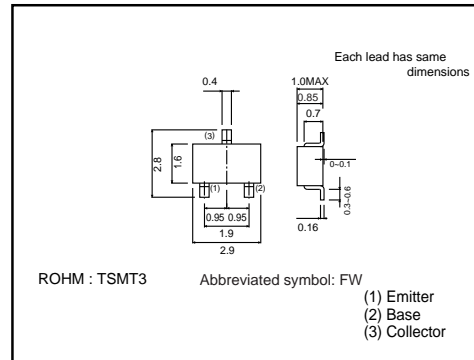 Each lead has same
dimensions
0.4
1.0MAX
0.85
0.7
(3)
2.8
1.6
0~0.1
(1)
(2)
0.3~0.6
0.95 0.95
0.16
1.9
2.9
ROHM : TSMT3
Abbreviated symbol: FW
(1) Emitter
(2) Base
(3) Collector